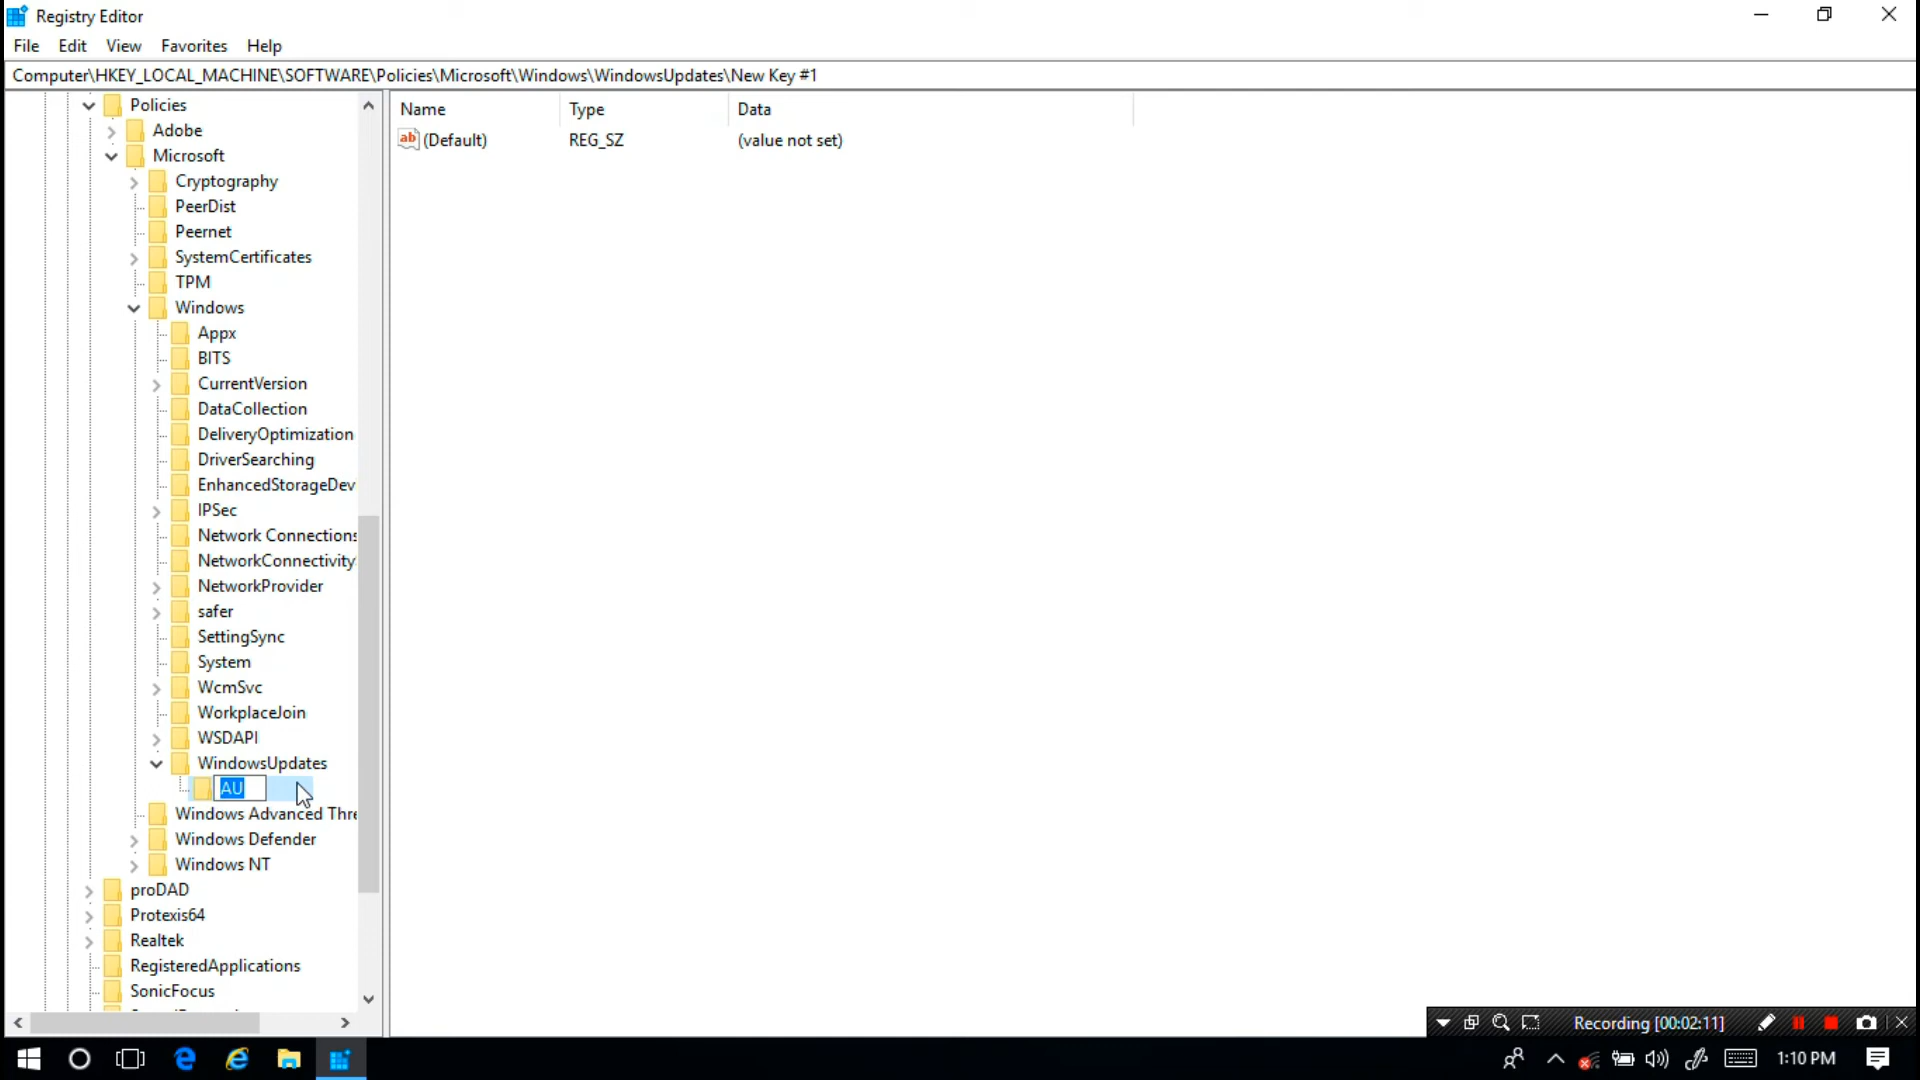 Registry Editor
File Edit View Favorites Help
Computer\HKEY_LOCAL_MACHINE\SOFTWARE\Policies\Microsoft\Windows\WindowsUpdates\New Key #1
Policies
Adobe
Microsoft
Cryptography
PeerDist
Peernet
SystemCertificates
TPM
Windows
Appx
BITS
CurrentVersion
DataCollection
DeliveryOptimization
DriverSearching
EnhancedStorageDev
IPSec
Network Connections
NetworkConnectivity
NetworkProvider
safer
SettingSync
System
WcmSvc
WorkplaceJoin
WSDAPI
WindowsUpdates
AU
Windows Advanced Thre
Windows Defender
Windows NT
proDAD
Protexis64
Realtek
RegisteredApplications
SonicFocus
Name Type Data
(Default) REG_SZ (value not set)
Recording [00:02:11]
1:10 PM